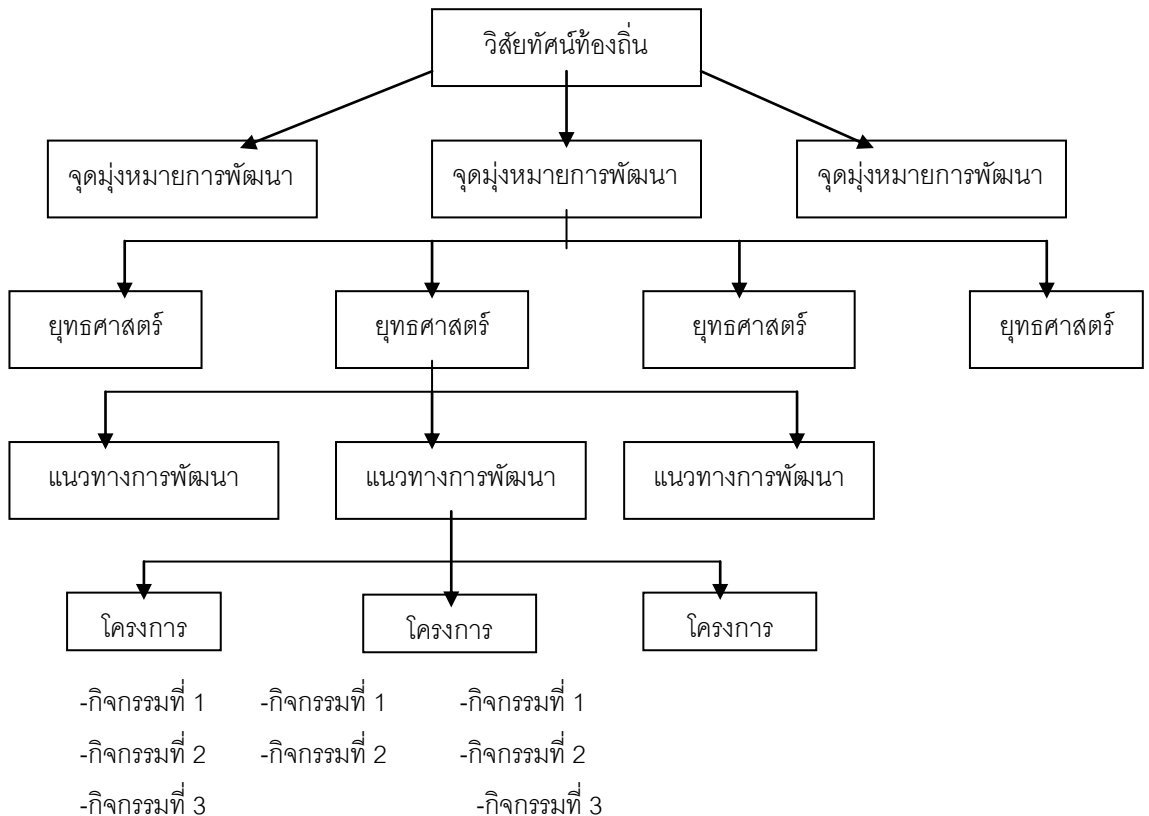 วิสัยทัศน์ท้องถิ่น
จุดมุ่งหมายการพัฒนา จุดมุ่งหมายการพัฒนา จุดมุ่งหมายการพัฒนา
ยุทธศาสตร์ ยุทธศาสตร์ ยุทธศาสตร์ ยุทธศาสตร์
แนวทางการพัฒนา แนวทางการพัฒนา แนวทางการพัฒนา
โครงการ โครงการ โครงการ
-กิจกรรมที่ 1 -กิจกรรมที่ 1 -กิจกรรมที่ 1
-กิจกรรมที่ 2 -กิจกรรมที่ 2 -กิจกรรมที่ 2
-กิจกรรมที่ 3 -กิจกรรมที่ 3